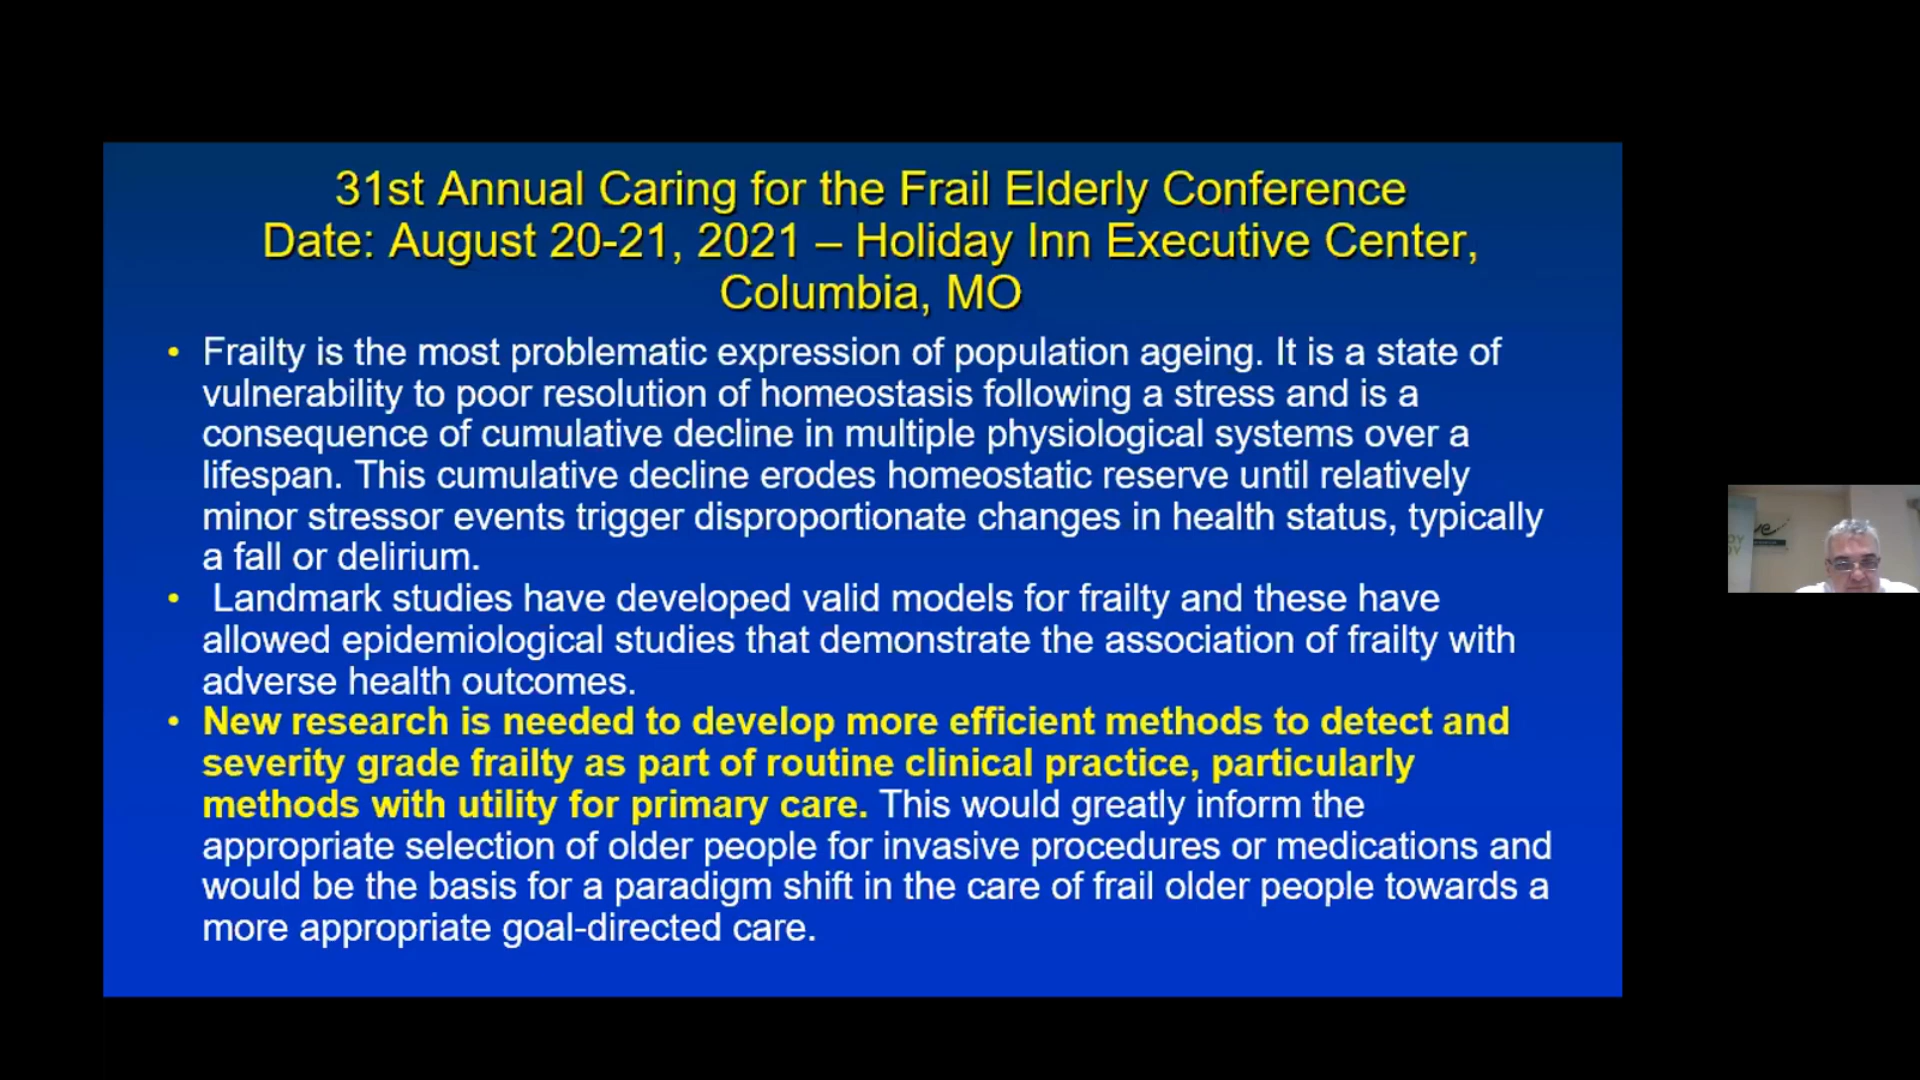 31st Annual Caring for the Frail Elderly Conference
Date: August 20-21, 2021 – Holiday Inn Executive Center,
Columbia, MO
• Frailty is the most problematic expression of population ageing. It is a state of
vulnerability to poor resolution of homeostasis following a stress and is a
consequence of cumulative decline in multiple physiological systems over a
lifespan. This cumulative decline erodes homeostatic reserve until relatively
minor stressor events trigger disproportionate changes in health status, typically
a fall or delirium.
• Landmark studies have developed valid models for frailty and these have
allowed epidemiological studies that demonstrate the association of frailty with
adverse health outcomes.
• New research is needed to develop more efficient methods to detect and
severity grade frailty as part of routine clinical practice, particularly
methods with utility for primary care. This would greatly inform the
appropriate selection of older people for invasive procedures or medications and
would be the basis for a paradigm shift in the care of frail older people towards a
more appropriate goal-directed care.